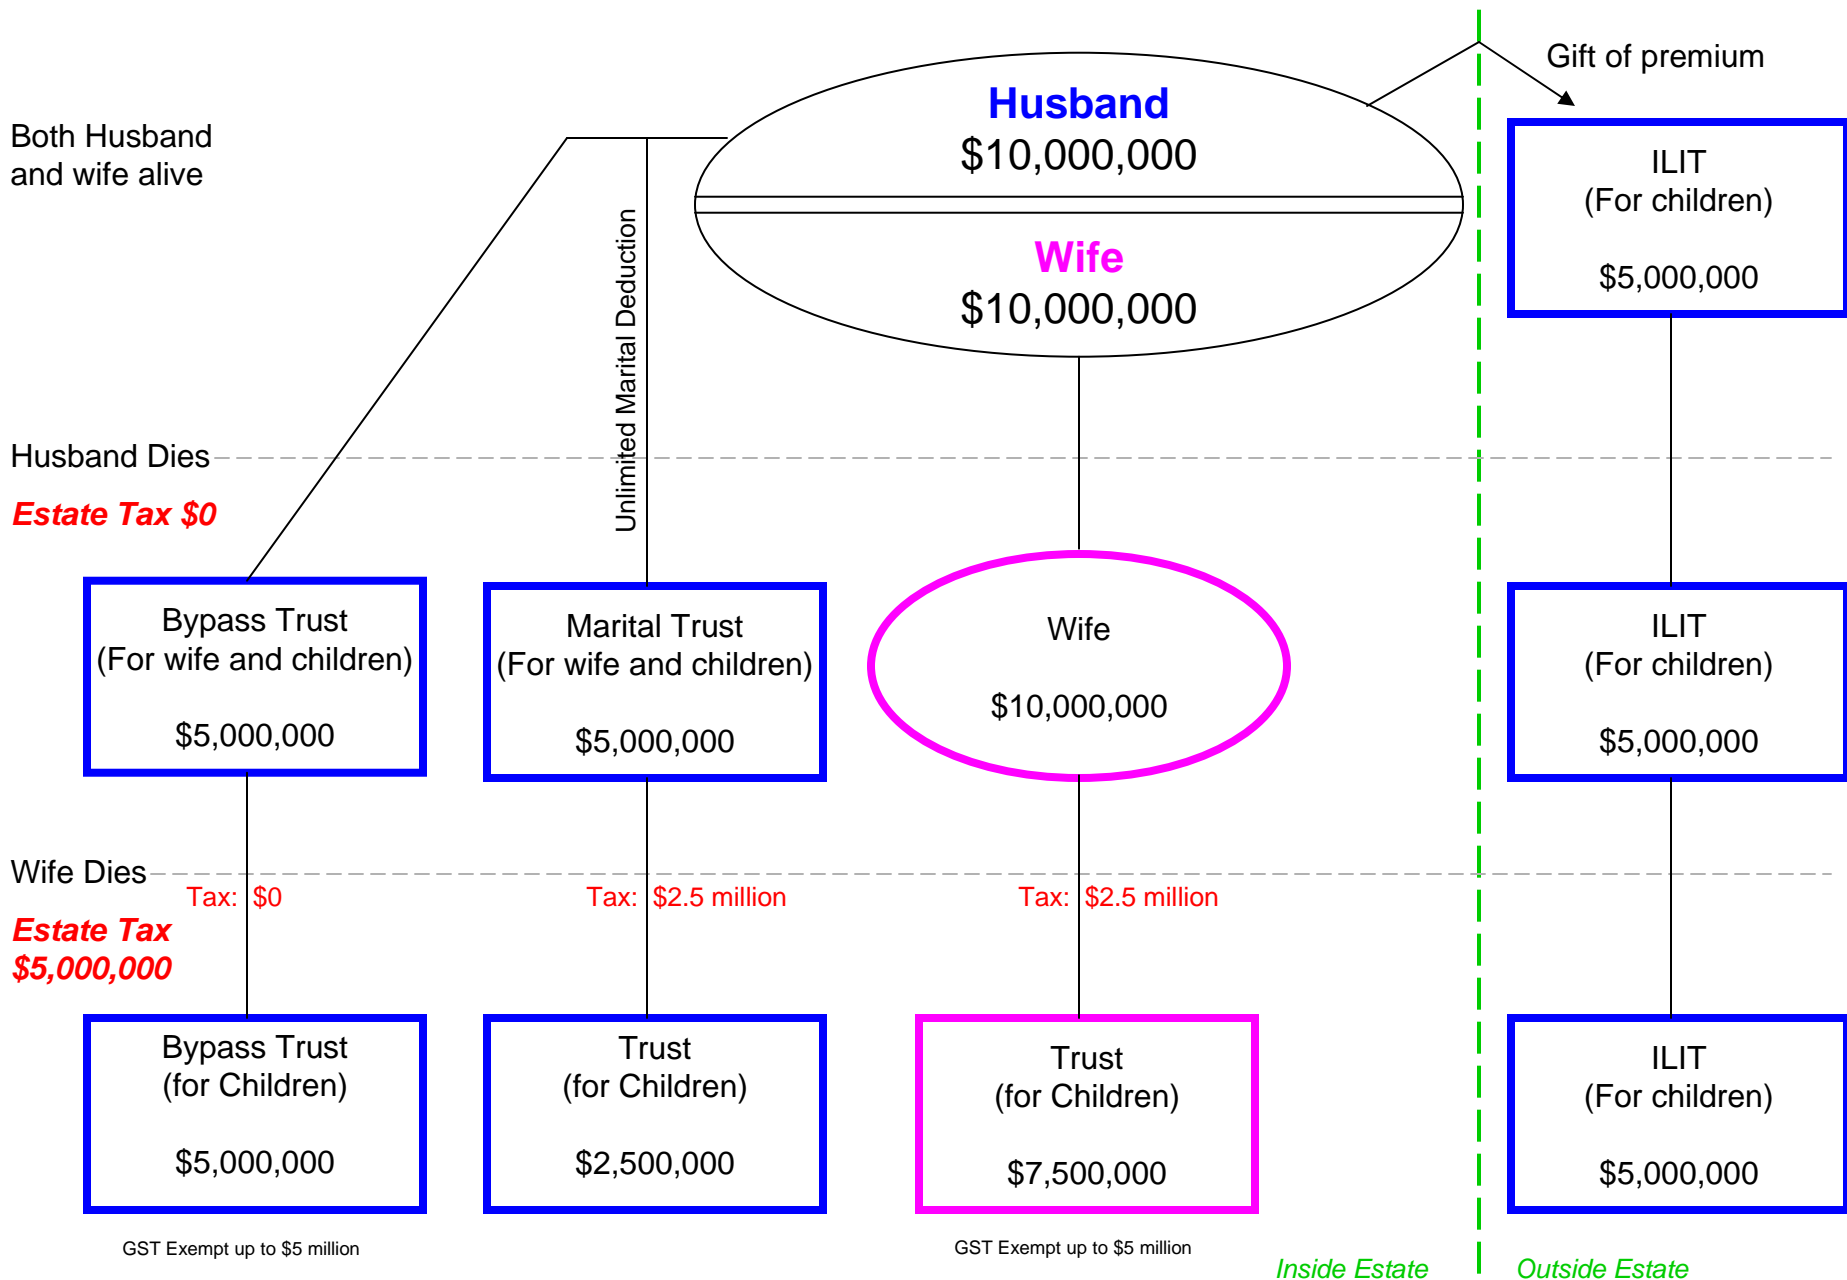 Gift of premium
Husband
$10,000,000
Wife
$10,000,000
Both Husband
and wife alive
ILIT
(For children)
$5,000,000
Unlimited Marital Deduction
Husband Dies
Estate Tax $0
Bypass Trust
(For wife and children)
$5,000,000
Marital Trust
(For wife and children)
$5,000,000
Wife
$10,000,000
ILIT
(For children)
$5,000,000
Wife Dies
Tax: $0
Tax: $2.5 million
Tax: $2.5 million
Estate Tax
$5,000,000
Bypass Trust
(for Children)
$5,000,000
Trust
(for Children)
$2,500,000
Trust
(for Children)
$7,500,000
ILIT
(For children)
$5,000,000
GST Exempt up to $5 million
GST Exempt up to $5 million
Inside Estate
Outside Estate